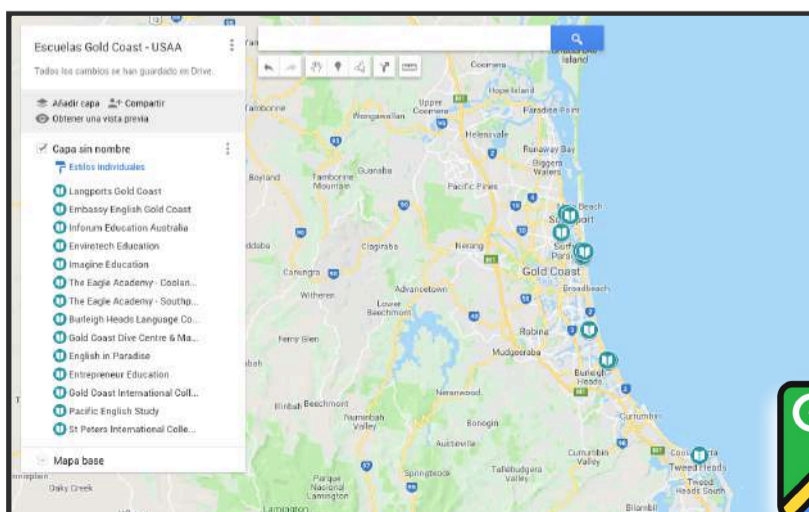 Escuelas Gold Coast - USAA
Todos los cambios se han guardado en Drive.
Añadir capa Compartir
Obtener una vista previa
Capa sin nombre
Estilos individuales
Langports Gold Coast
Embassy English Gold Coast
Inforum Education Australia
Envirotech Education
Imagine Education
The Eagle Academy - Coolan...
The Eagle Academy - Southp...
Burleigh Heads Language Co...
Gold Coast Dive Centre & Ma...
English in Paradise
Entrepreneur Education
Gold Coast International Coll...
Pacific English Study
St Peters International Colle...
Mapa base
Island
Coomera
Hope Island
Upper
Coomera
Paradise Point
Wongawallan
Helensvale
Runaway Bay
Biggera
Waters
Guanaba
Tamborine
Mountain
Boyland
Pacific Pines
Beach
Clagiraba
Nerang
Gold Coast
Canungra
Broadbeach
Witheren
Advancetown
Lower
Beechmont
Ferny Glen
Robina
Mudgeeraba
Burleigh
Heads
Neranwood
Illinbah
Beechmont
Numinbah
Valley
Bonogin
Currumbin
Austinville
Currumbin
Valley
Tweed Heads
Tallebudgera
Valley
Springbrook
Parque
Nacional
Lamington
Tweed
Heads South
Oaky Creek
Bilambil
Lamington